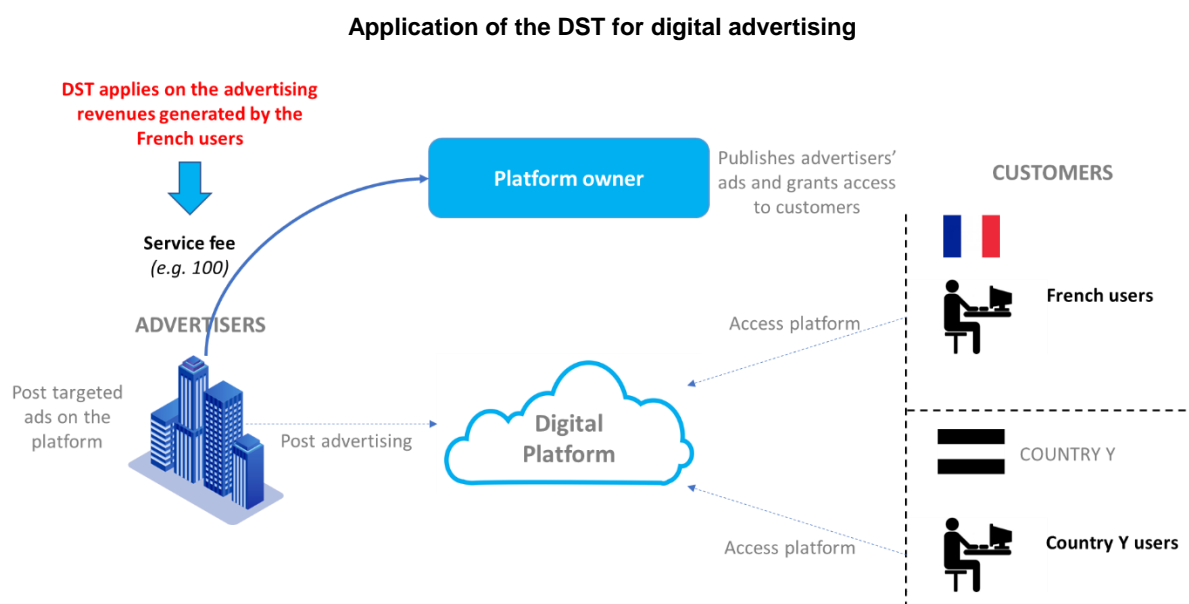 Application of the DST for digital advertising
DST applies on the advertising
revenues generated by the
French users
Platform owner
Publishes advertisers’
ads and grants access
to customers
CUSTOMERS
Service fee
(e.g. 100)
French users
ADVERTISERS
Access platform
Post targeted
ads on the
platform
Post advertising
Digital
Platform
COUNTRY Y
Access platform
Country Y users